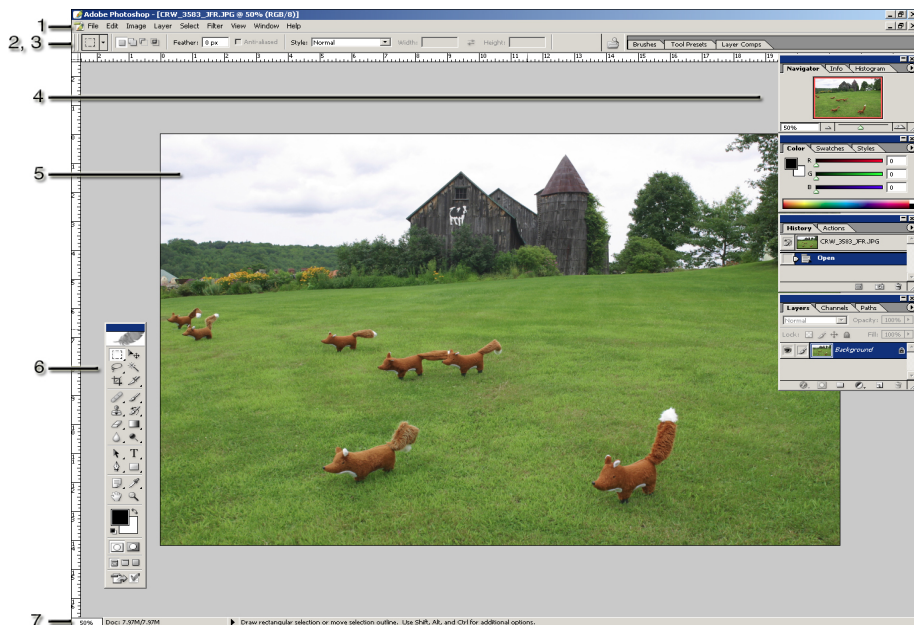 Adobe Photoshop - [CRW_3503_JFR.JPG @ 50% (RGB/8)]
1
File Edit Image Layer Select Filter View Window Help
2, 3
Feather: 0 px Antialiased Style: Normal Width: Height:
Brushes Tool Presets Layer Comps
Navigator Info Histogram
4
50%
Color Swatches Styles
R 0
G 0
B 0
5
History Actions
CRW_3503_JFR.JPG
Open
Layers Channels Paths
Normal Opacity: 100%
Lock: Fill: 100%
Background
6
T
7
50% Doc: 7.97M/7.97M Draw rectangular selection or move selection outline. Use Shift, Alt, and Ctrl for additional options.